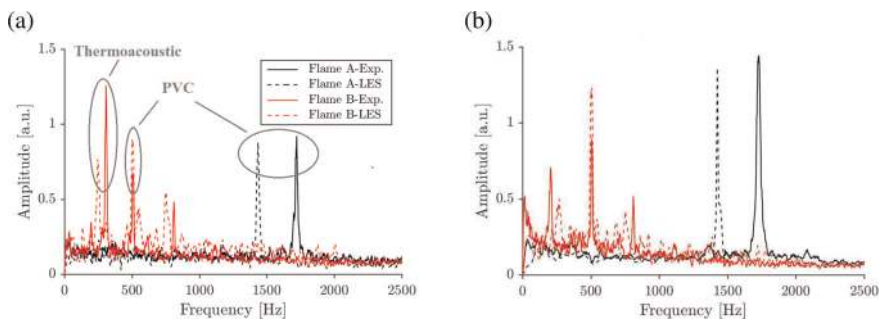 (a)
(b)
Thermoacoustic
PVC
Flame A-Exp.
Flame A-LES
Flame B-Exp.
Flame B-LES
Amplitude [a.u.]
1.5
1
0.5
0
0 500 1000 1500 2000 2500
Frequency [Hz]
Amplitude [a.u.]
1.5
1
0.5
0
0 500 1000 1500 2000 2500
Frequency [Hz]